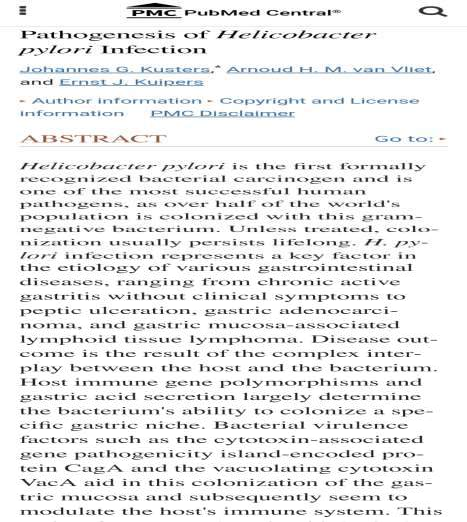 PMC PubMed Central®
Pathogenesis of Helicobacter
pylori Infection
Johannes G. Kusters,* Arnoud H. M. van Vliet,
and Ernst J. Kuipers
Author information Copyright and License
information PMC Disclaimer
ABSTRACT Go to:
Helicobacter pylori is the first formally
recognized bacterial carcinogen and is
one of the most successful human
pathogens, as over half of the world's
population is colonized with this gram-
negative bacterium. Unless treated, colo-
nization usually persists lifelong. H. py-
lori infection represents a key factor in
the etiology of various gastrointestinal
diseases, ranging from chronic active
gastritis without clinical symptoms to
peptic ulceration, gastric adenocarci-
noma, and gastric mucosa-associated
lymphoid tissue lymphoma. Disease out-
come is the result of the complex inter-
play between the host and the bacterium.
Host immune gene polymorphisms and
gastric acid secretion largely determine
the bacterium's ability to colonize a spe-
cific gastric niche. Bacterial virulence
factors such as the cytotoxin-associated
gene pathogenicity island-encoded pro-
tein CagA and the vacuolating cytotoxin
VacA aid in this colonization of the gas-
tric mucosa and subsequently seem to
modulate the host's immune system. This